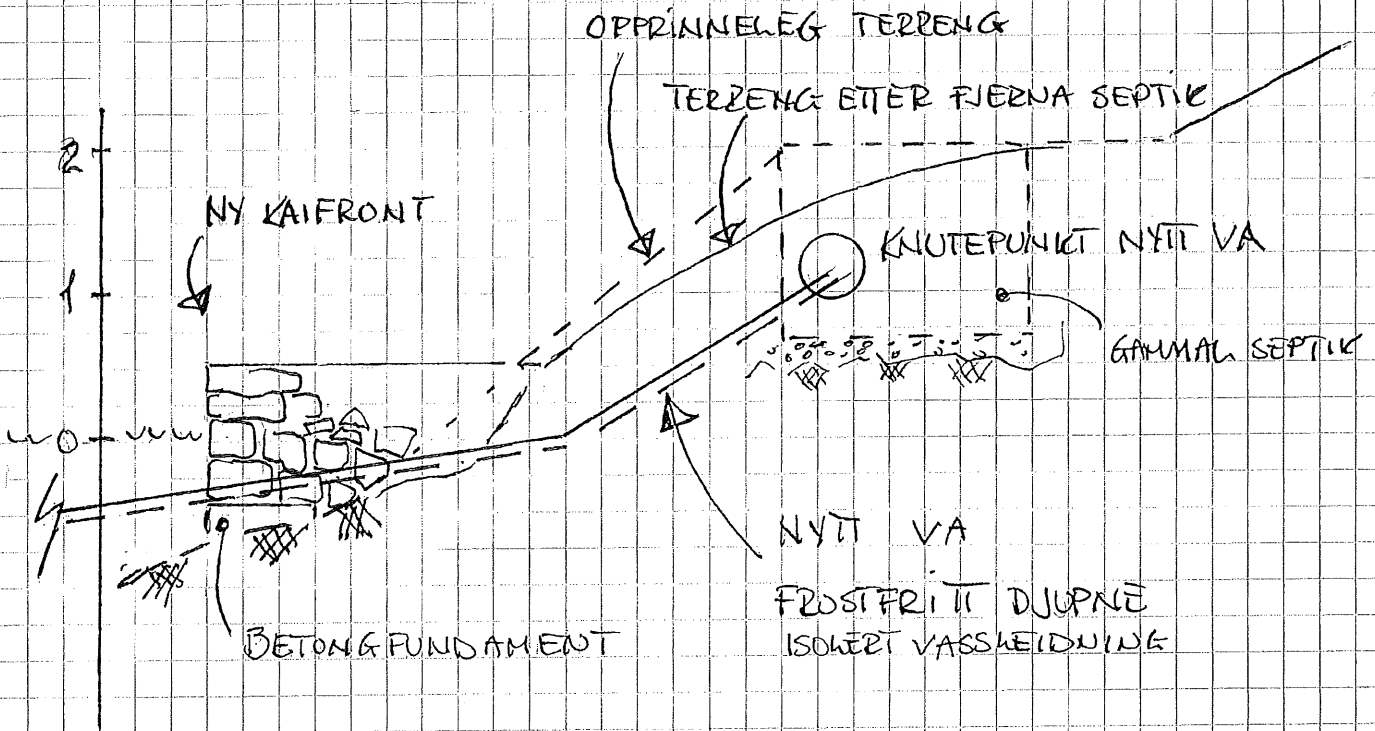 OPPRINNELEG TERRENG
TERRENG ETTER FJERNA SEPTIK
2
NY KAIFRONT
KNUTEPUNKT NYTT VA
1
GAMMAL SEPTIK
0
NYTT VA
FROSTFRITT DJUPNE
ISOLERT VASSLEIDNING
BETONGFUNDAMENT